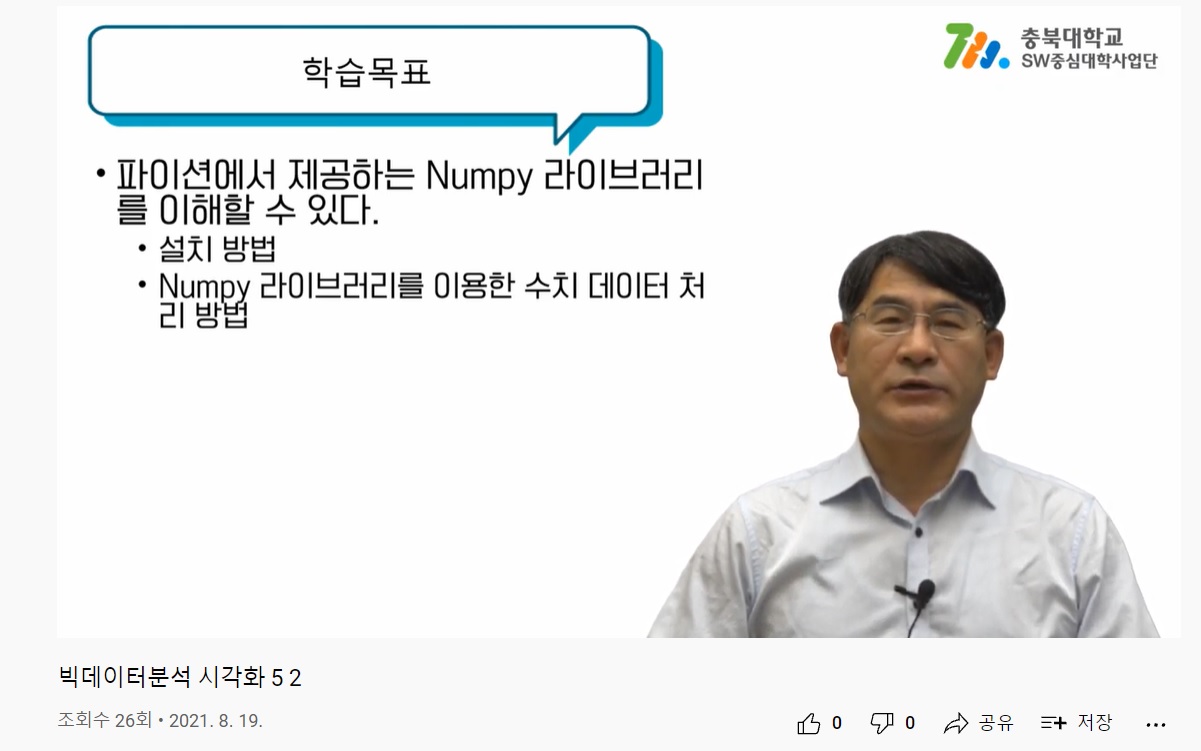 학습목표
충북대학교
SW중심대학사업단
• 파이션에서 제공하는 Numpy 라이브러리
를 이해할 수 있다.
• 설치 방법
• Numpy 라이브러리를 이용한 수치 데이터 처
리 방법
빅데이터분석 시각화 5 2
조회수 26회 • 2021. 8. 19.
0 0 공유 저장 ...